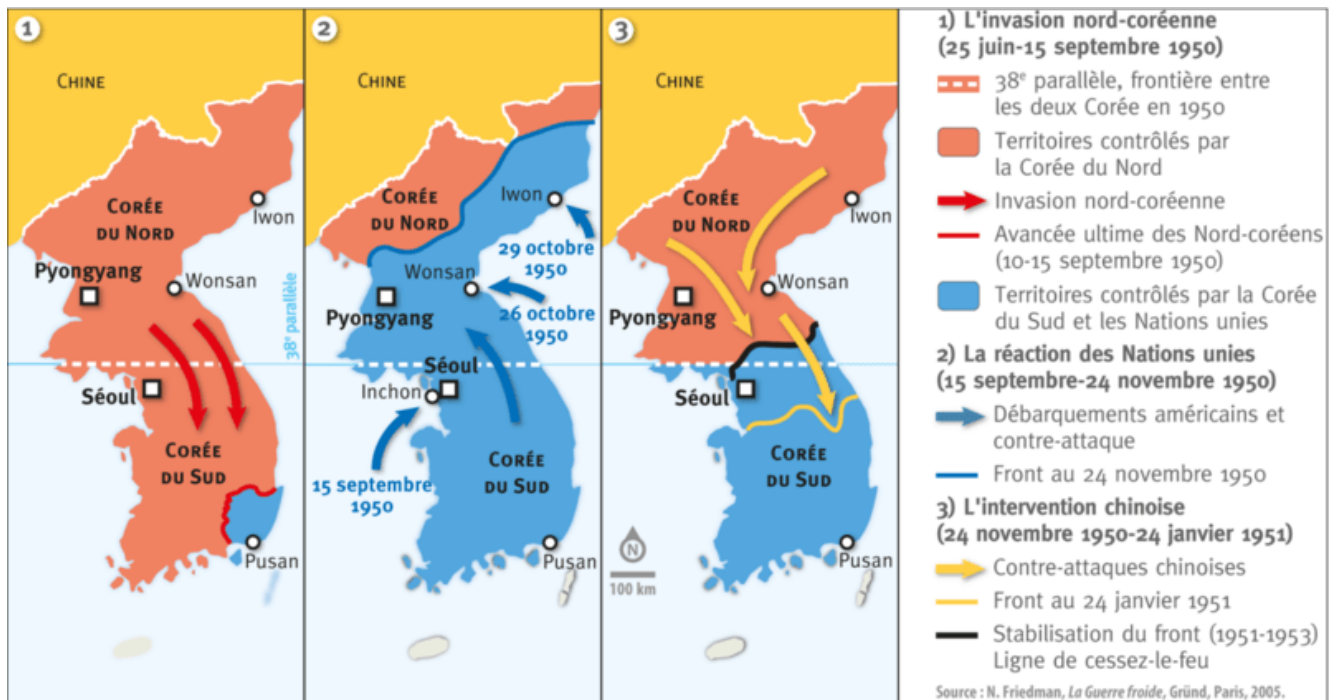 1
CHINE
CORÉE
DU NORD
Iwon
Pyongyang
Wonsan
Séoul
CORÉE
DU SUD
Pusan
38e parallèle
2
CHINE
CORÉE
DU NORD
Iwon
29 octobre
1950
Wonsan
Pyongyang
26 octobre
1950
Séoul
Inchon
15 septembre
1950
CORÉE
DU SUD
Pusan
3
CHINE
CORÉE
DU NORD
Iwon
Wonsan
Pyongyang
Séoul
CORÉE
DU SUD
Pusan
N
100 km
1) L'invasion nord-coréenne
(25 juin-15 septembre 1950)
38e parallèle, frontière entre
les deux Corée en 1950
Territoires contrôlés par
la Corée du Nord
Invasion nord-coréenne
Avancée ultime des Nord-coréens
(10-15 septembre 1950)
Territoires contrôlés par la Corée
du Sud et les Nations unies
2) La réaction des Nations unies
(15 septembre-24 novembre 1950)
Débarquements américains et
contre-attaque
Front au 24 novembre 1950
3) L'intervention chinoise
(24 novembre 1950-24 janvier 1951)
Contre-attaques chinoises
Front au 24 janvier 1951
Stabilisation du front (1951-1953)
Ligne de cessez-le-feu
Source : N. Friedman, La Guerre froide, Gründ, Paris, 2005.